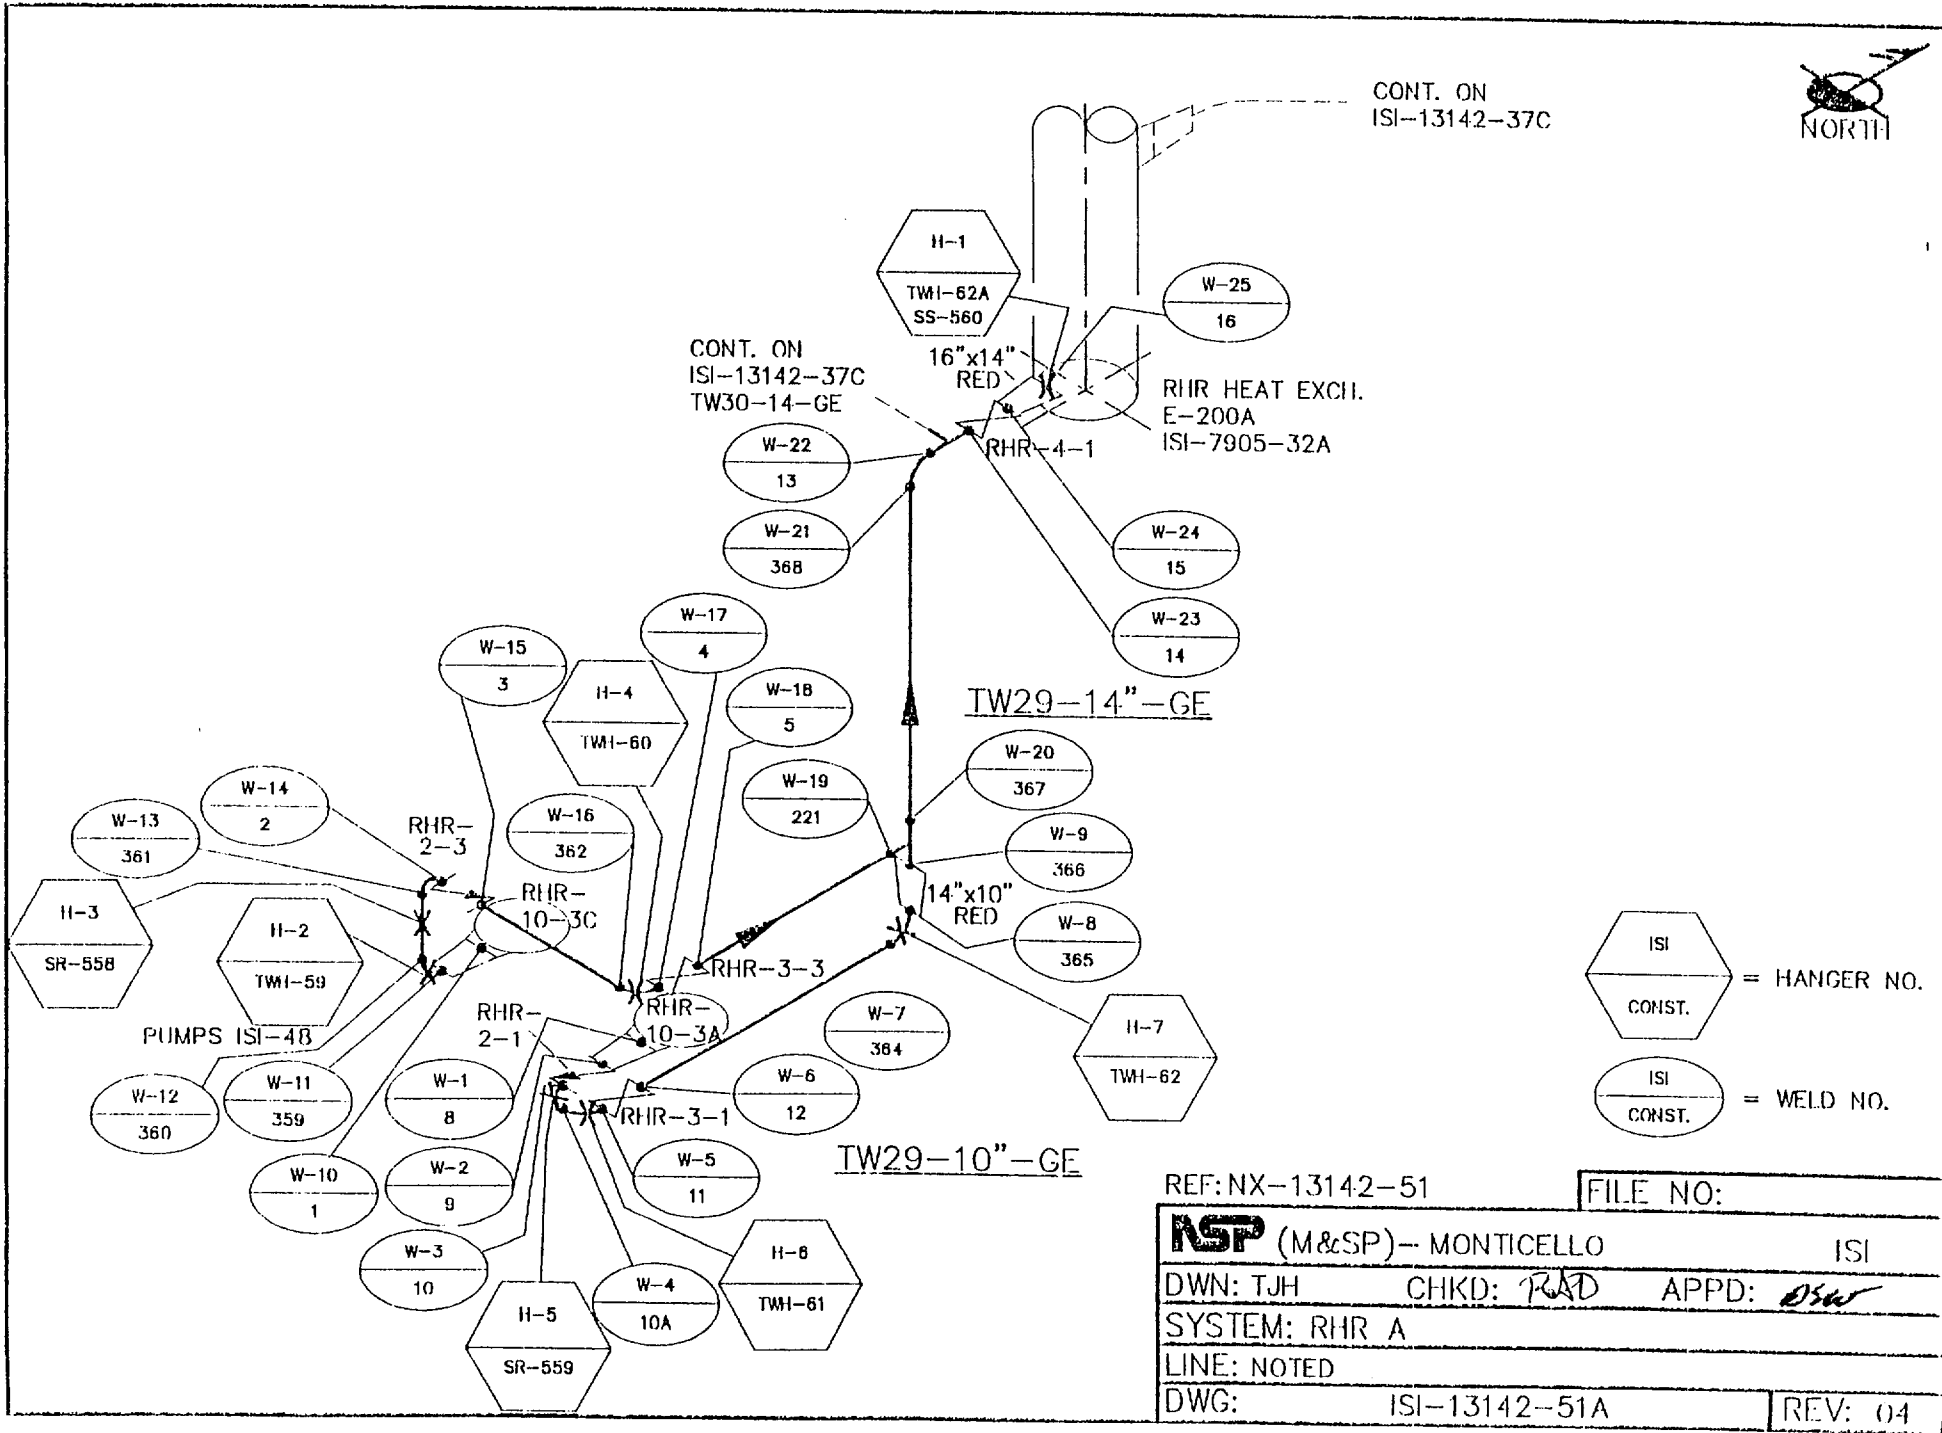 CONT. ON
ISI-13142-37C
NORTH
H-1
TWH-62A
SS-560
W-25
16
CONT. ON
ISI-13142-37C
TW30-14-GE
16"x14"
RED
RHR HEAT EXCH.
E-200A
ISI-7905-32A
W-22
13
RHR-4-1
W-21
368
W-24
15
W-23
14
W-17
4
W-15
3
H-4
TWH-60
W-18
5
TW29-14"-GE
W-20
367
W-19
221
W-14
2
W-13
361
RHR-
2-3
W-16
362
W-9
366
RHR-
10-3C
14"x10"
RED
H-3
SR-558
H-2
TWH-59
W-8
365
RHR-3-3
ISI
CONST.
= HANGER NO.
RHR-
2-1
RHR-
10-3A
W-7
364
H-7
TWH-62
PUMPS ISI-48
W-12
360
W-11
359
W-1
8
W-6
12
RHR-3-1
ISI
CONST.
= WELD NO.
W-10
1
W-2
9
W-5
11
TW29-10"-GE
W-3
10
W-4
10A
H-6
TWH-61
H-5
SR-559
REF: NX-13142-51
FILE NO:
NSP (M&SP)- MONTICELLO ISI
DWN: TJH CHKD: APPD: DSW
SYSTEM: RHR A
LINE: NOTED
DWG: ISI-13142-51A REV: 04